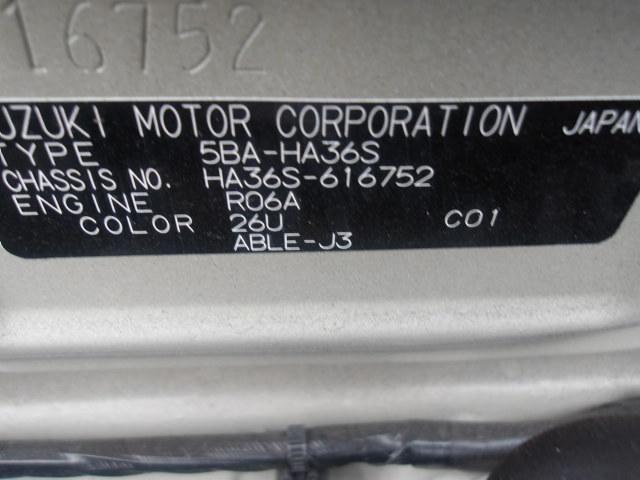 16752
UZUKI MOTOR CORPORATION JAPAN
TYPE 5BA-HA36S
CHASSIS NO. HA36S-616752
ENGINE R06A
COLOR 26U C01
ABLE-J3